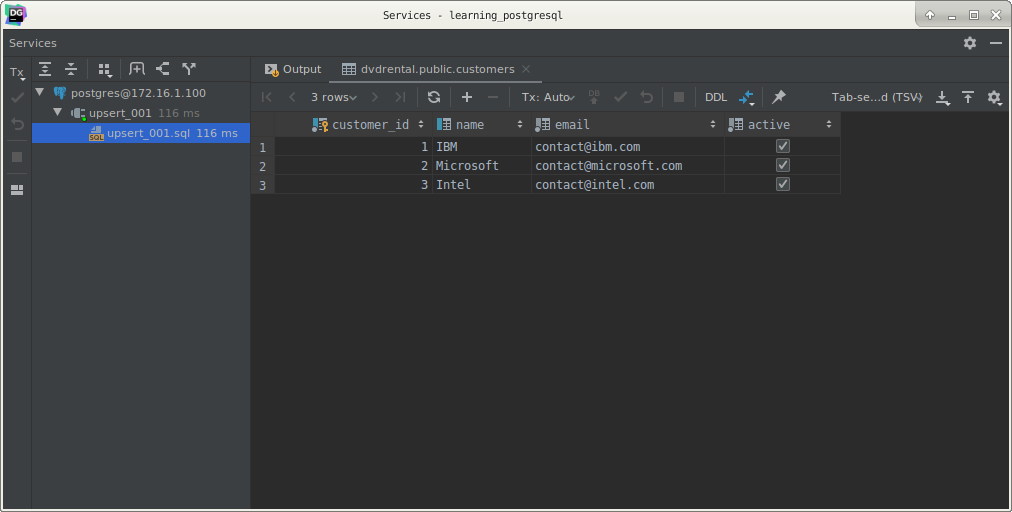 DG
Services - learning_postgresql
Services
Tx
postgres@172.16.1.100
upsert_001 116 ms
SQL upsert_001.sql 116 ms
Output dvdrental.public.customers
3 rows Tx: Auto DB DDL Tab-se...d (TSV)
customer_id name email active
1 1 IBM contact@ibm.com
2 2 Microsoft contact@microsoft.com
3 3 Intel contact@intel.com